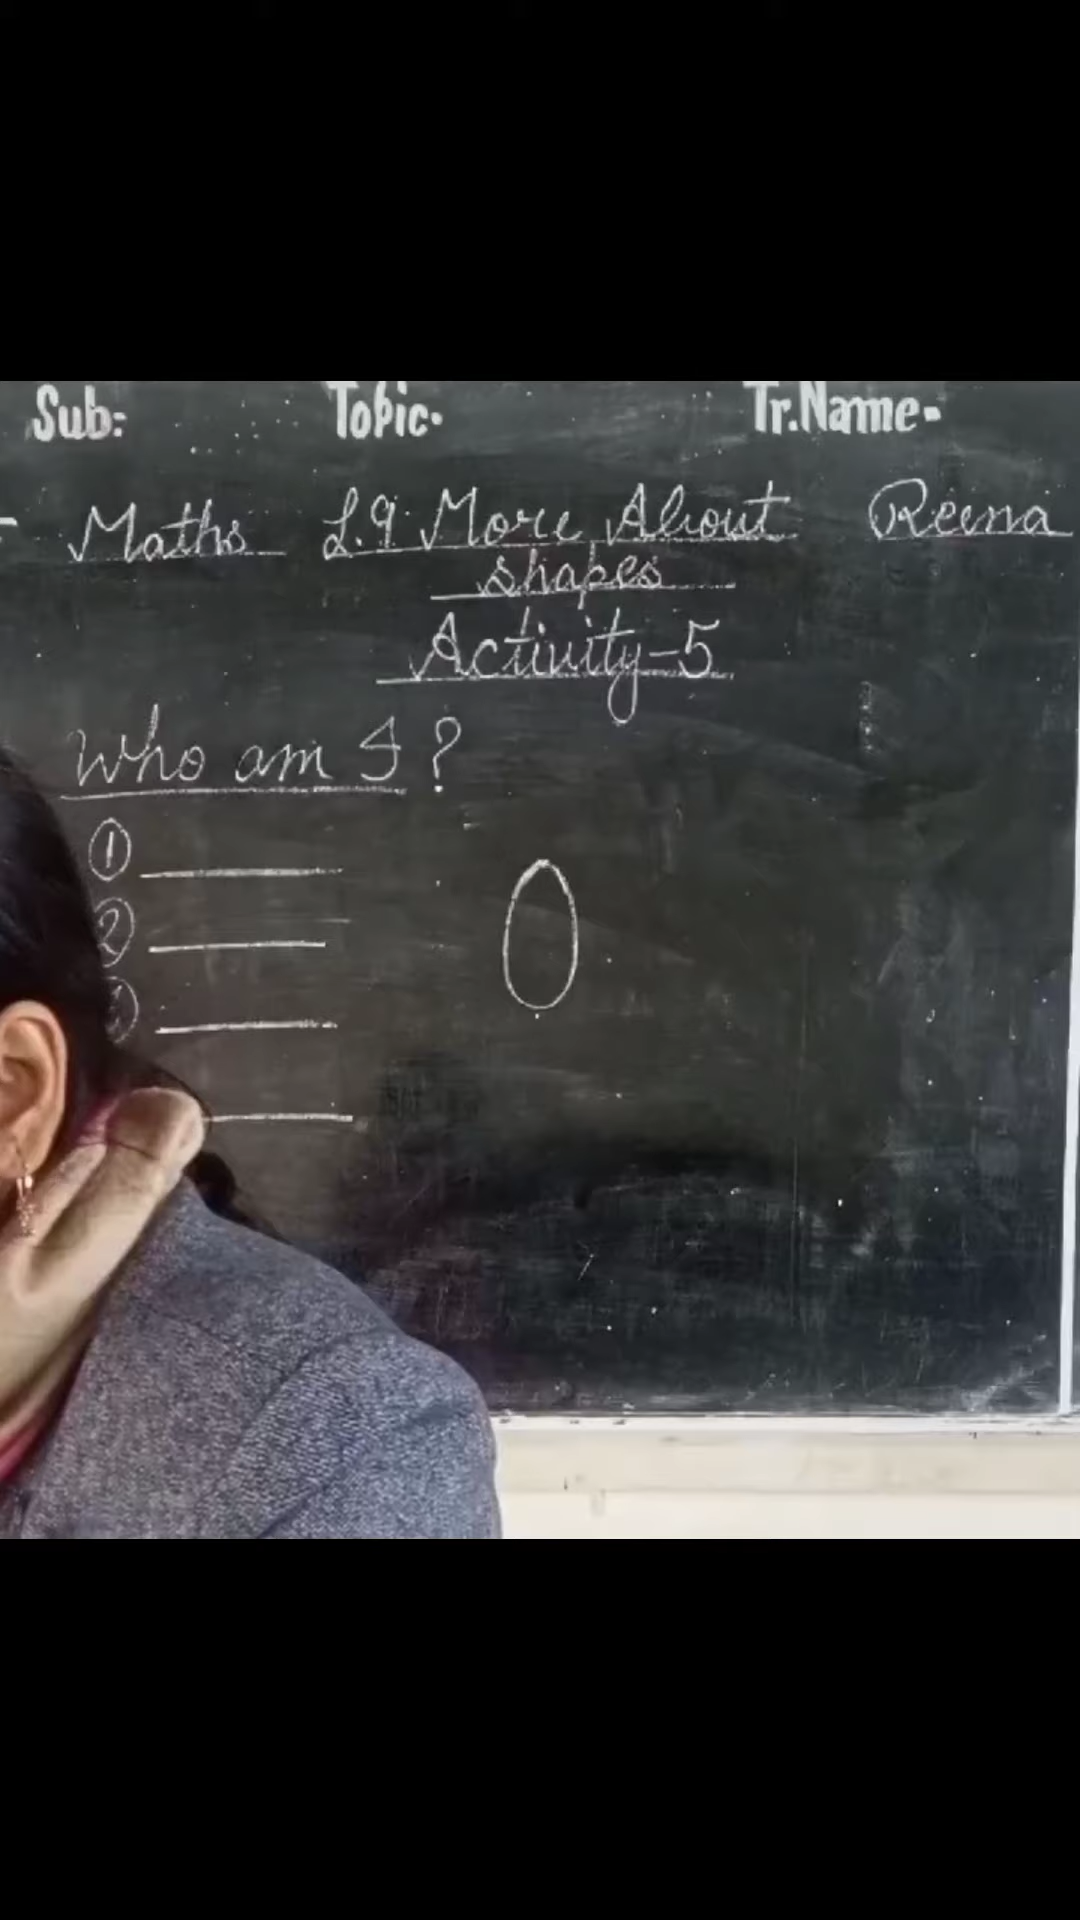 Sub: Topic. Tr.Name-
Maths L.9. More About Reena
shapes
Activity-5
Who am I ?
①
②